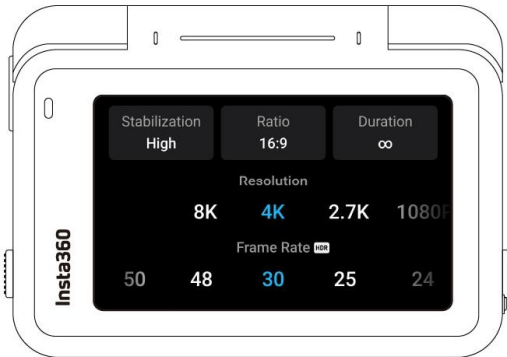 Stabilization Ratio Duration
High 16:9 ∞
Resolution
8K 4K 2.7K 1080P
Frame Rate HDR
50 48 30 25 24
Insta360